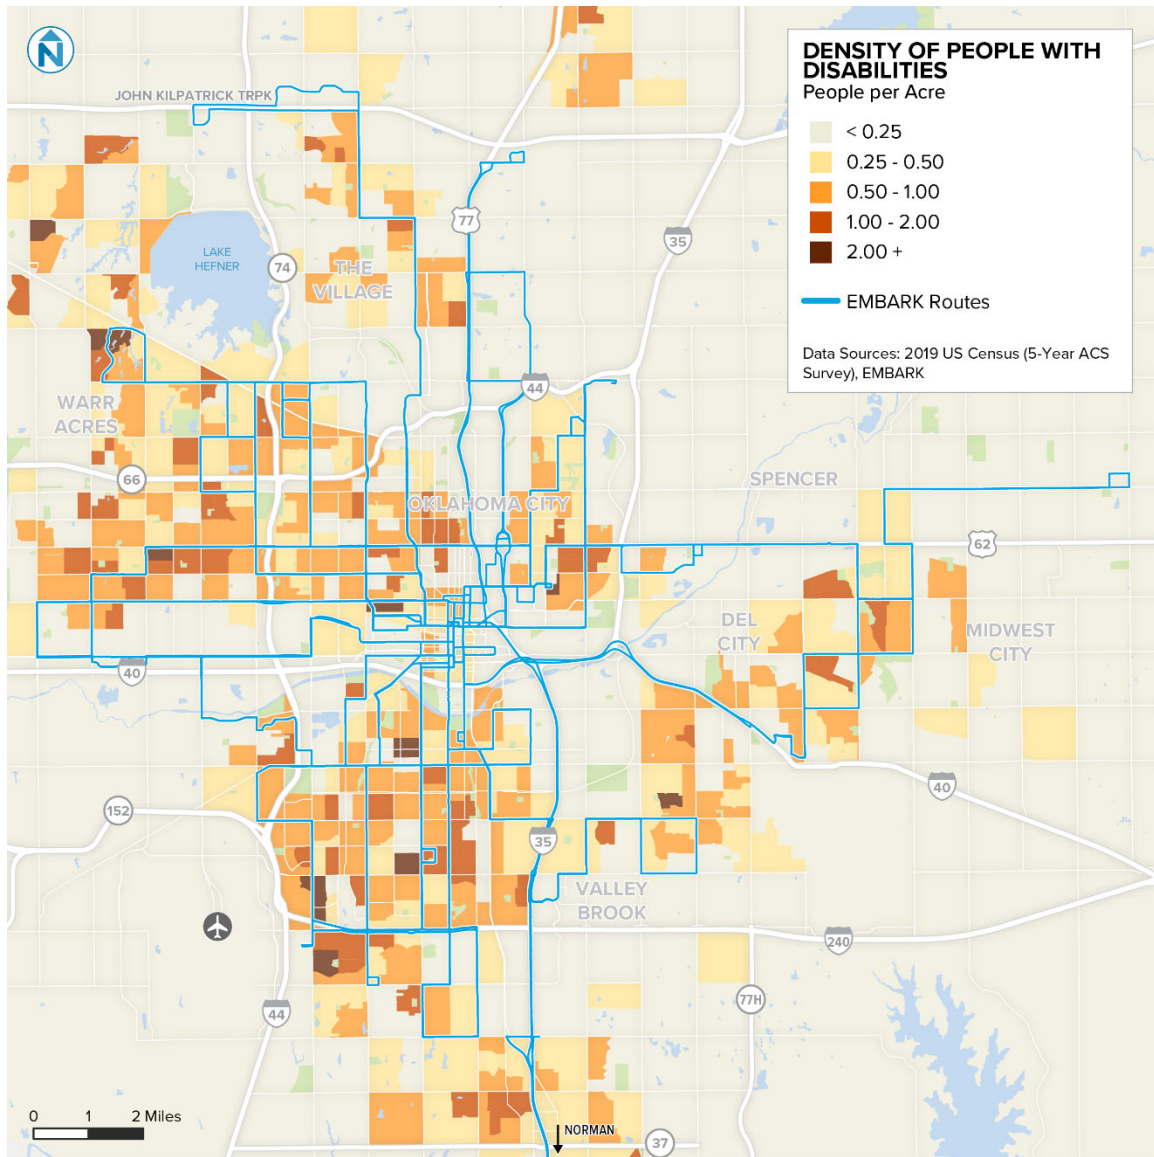 N
DENSITY OF PEOPLE WITH
DISABILITIES
People per Acre
< 0.25
0.25 - 0.50
0.50 - 1.00
1.00 - 2.00
2.00 +
EMBARK Routes
Data Sources: 2019 US Census (5-Year ACS
Survey), EMBARK
JOHN KILPATRICK TRPK
77
35
LAKE
HEFNER
74
THE
VILLAGE
44
WARR
ACRES
66
OKLAHOMA CITY
SPENCER
62
DEL
CITY
MIDWEST
CITY
40
152
40
35
VALLEY
BROOK
240
77H
44
0 1 2 Miles
NORMAN
37